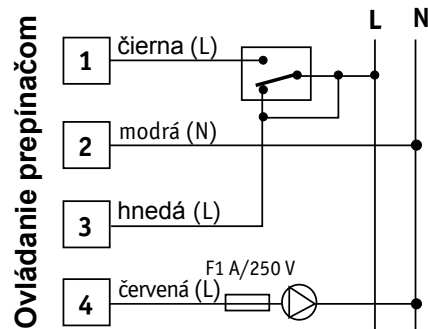 Ovládanie prepínačom
L N
1 čierna (L)
2 modrá (N)
3 hnedá (L)
F1 A/250 V
4 červená (L)